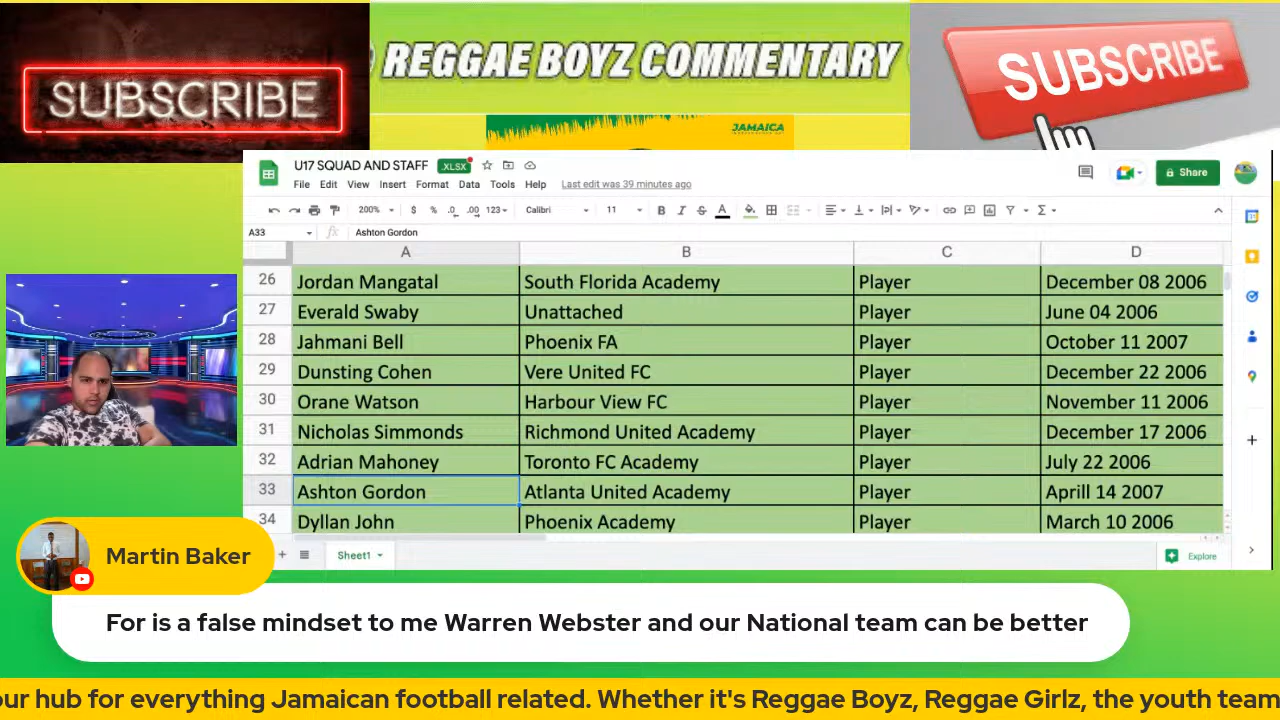 SUBSCRIBE
REGGAE BOYZ COMMENTARY
SUBSCRIBE
JAMAICA
U17 SQUAD AND STAFF .XLSX
Share
File Edit View Insert Format Data Tools Help Last edit was 39 minutes ago
200% $ % .0 .00 123 Calibri 11 B I S A
A33 fx Ashton Gordon
A B C D
26 Jordan Mangatal South Florida Academy Player December 08 2006
27 Everald Swaby Unattached Player June 04 2006
28 Jahmani Bell Phoenix FA Player October 11 2007
29 Dunsting Cohen Vere United FC Player December 22 2006
30 Orane Watson Harbour View FC Player November 11 2006
31 Nicholas Simmonds Richmond United Academy Player December 17 2006
32 Adrian Mahoney Toronto FC Academy Player July 22 2006
33 Ashton Gordon Atlanta United Academy Player Aprill 14 2007
34 Dyllan John Phoenix Academy Player March 10 2006
Sheet1 Explore
Martin Baker
For is a false mindset to me Warren Webster and our National team can be better
our hub for everything Jamaican football related. Whether it's Reggae Boyz, Reggae Girlz, the youth team